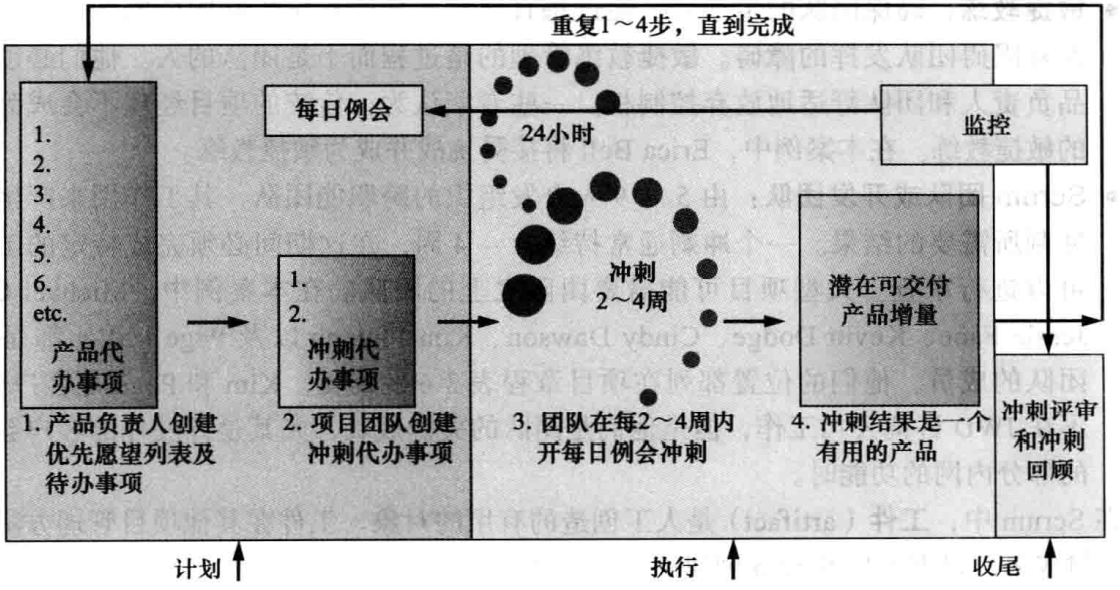 重复1～4步，直到完成
每日例会
24小时
监控
1.
2.
3.
4.
5.
6.
etc.
产品代
办事项
1.
2.
冲刺代
办事项
冲刺
2~4周
潜在可交付
产品增量
1. 产品负责人创建
优先愿望列表及
待办事项
2. 项目团队创建
冲刺代办事项
3. 团队在每2～4周内
开每日例会冲刺
4. 冲刺结果是一个
有用的产品
冲刺评审
和冲刺
回顾
计划
执行
收尾